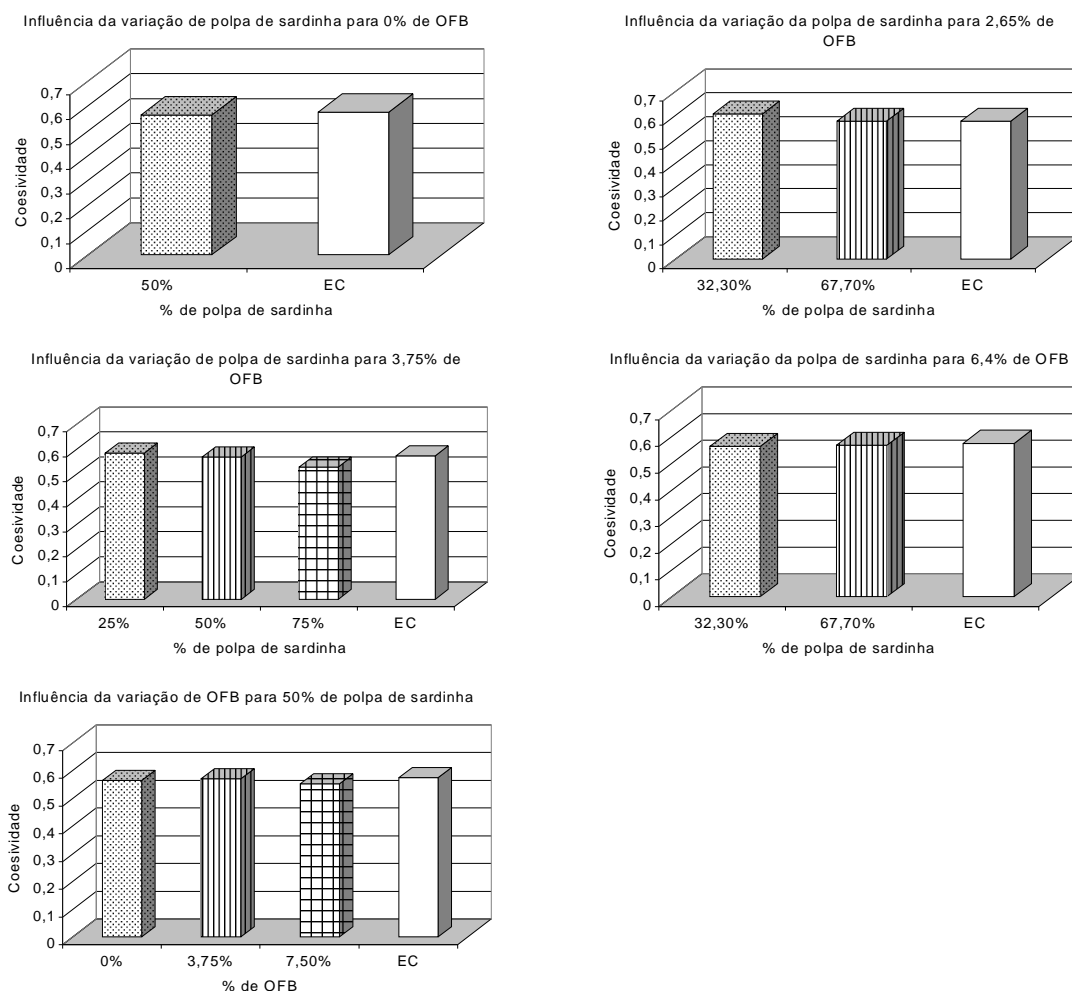 Influência da variação de polpa de sardinha para 0% de OFB
0,7
0,6
0,5
0,4
0,3
0,2
0,1
0
Coesividade
50% EC
% de polpa de sardinha
Influência da variação da polpa de sardinha para 2,65% de
OFB
0,7
0,6
0,5
0,4
0,3
0,2
0,1
0
Coesividade
32,30% 67,70% EC
% de polpa de sardinha
Influência da variação de polpa de sardinha para 3,75% de
OFB
0,7
0,6
0,5
0,4
0,3
0,2
0,1
0
Coesividade
25% 50% 75% EC
% de polpa de sardinha
Influência da variação da polpa de sardinha para 6,4% de OFB
0,7
0,6
0,5
0,4
0,3
0,2
0,1
0
Coesividade
32,30% 67,70% EC
% de polpa de sardinha
Influência da variação de OFB para 50% de polpa de sardinha
0,7
0,6
0,5
0,4
0,3
0,2
0,1
0
Coesividade
0% 3,75% 7,50% EC
% de OFB